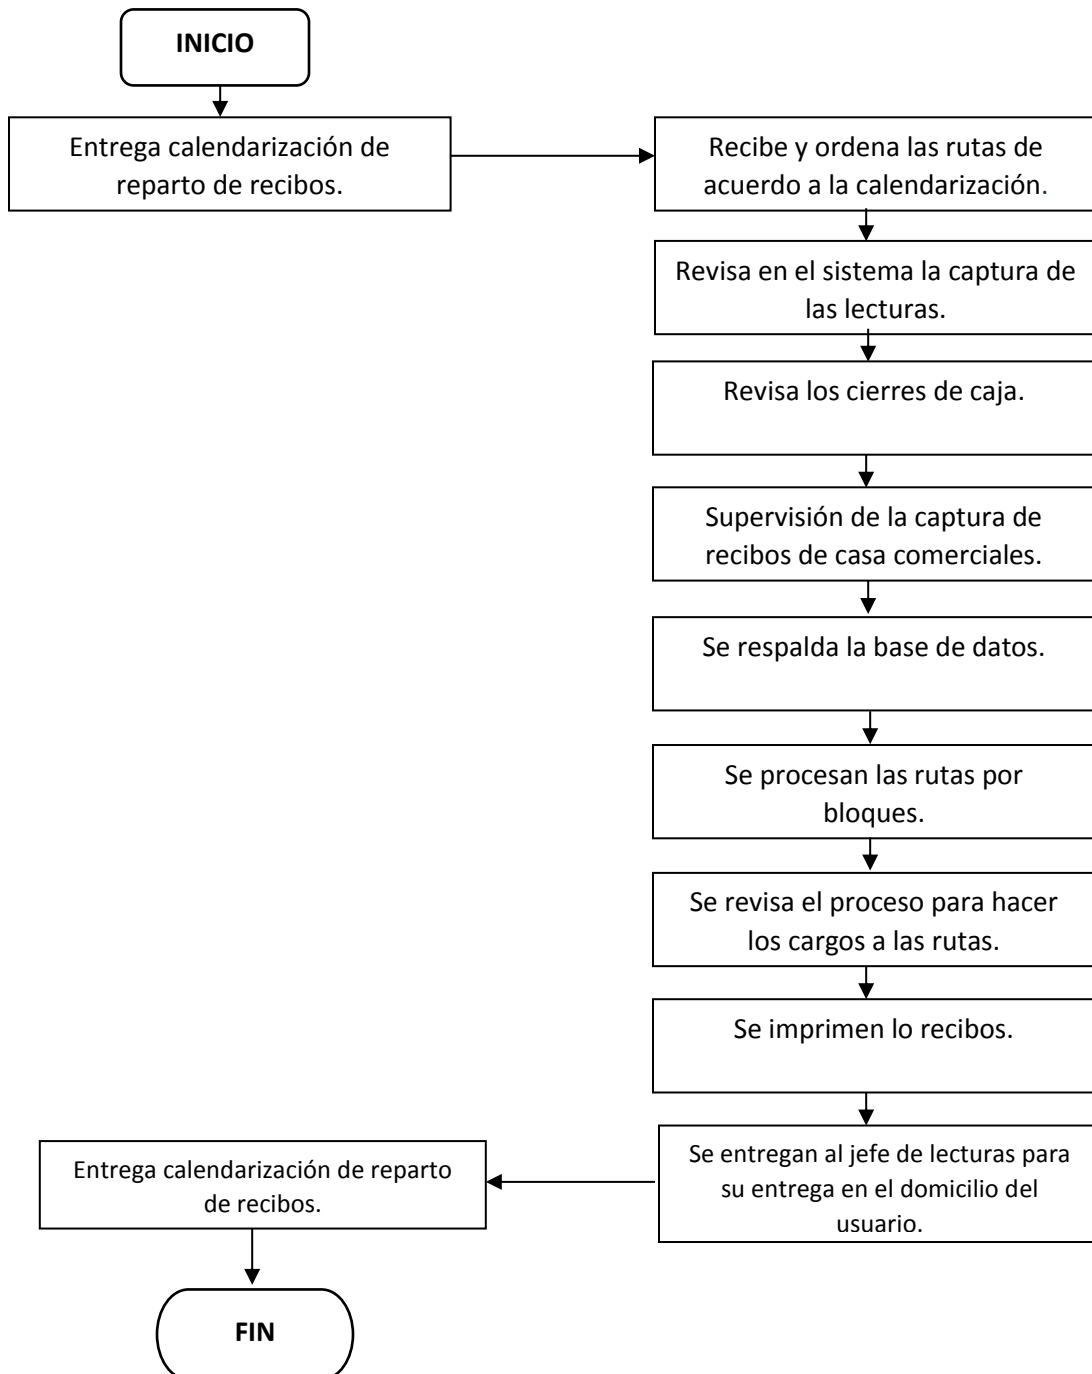 INICIO
Entrega calendarización de
reparto de recibos.
Recibe y ordena las rutas de
acuerdo a la calendarización.
Revisa en el sistema la captura de
las lecturas.
Revisa los cierres de caja.
Supervisión de la captura de
recibos de casa comerciales.
Se respalda la base de datos.
Se procesan las rutas por
bloques.
Se revisa el proceso para hacer
los cargos a las rutas.
Se imprimen lo recibos.
Se entregan al jefe de lecturas para
su entrega en el domicilio del
usuario.
Entrega calendarización de reparto
de recibos.
FIN